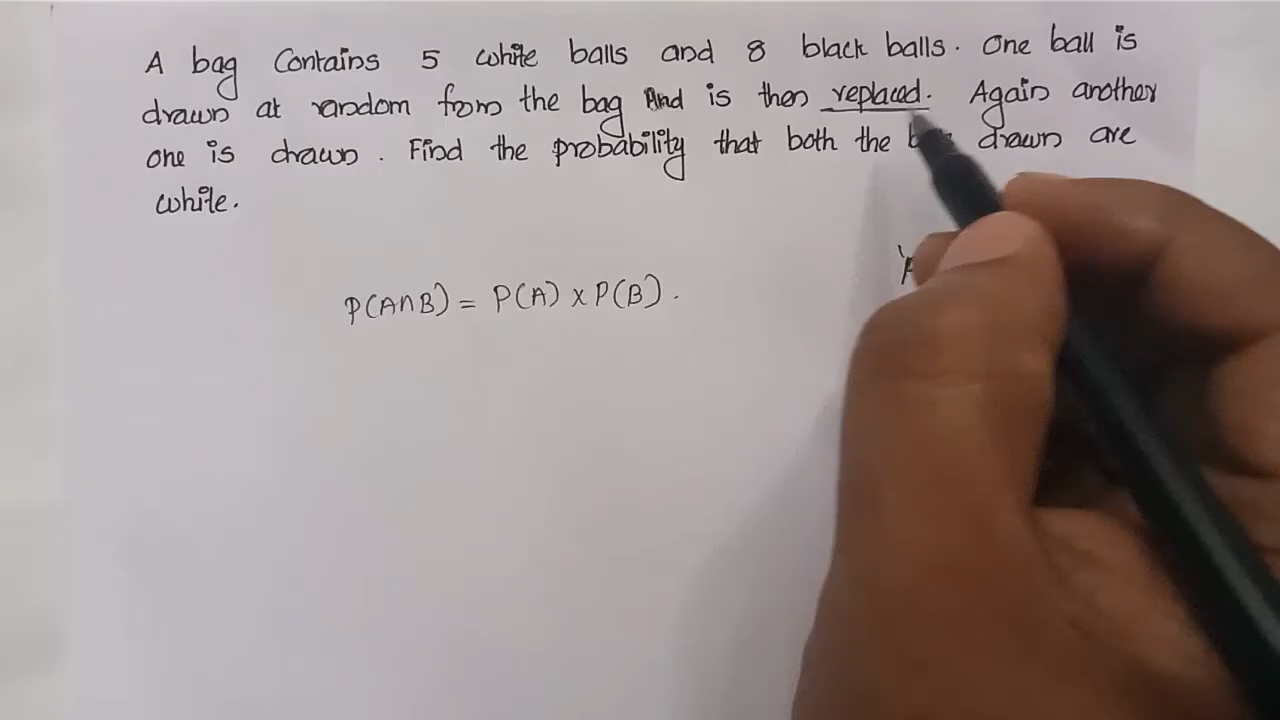 A bag Contains 5 white balls and 8 black balls. One ball is
drawn at random from the bag And is then replaced. Again another
one is drawn. Find the probability that both the drawn are
white.
P(A∩B) = P(A) x P(B).